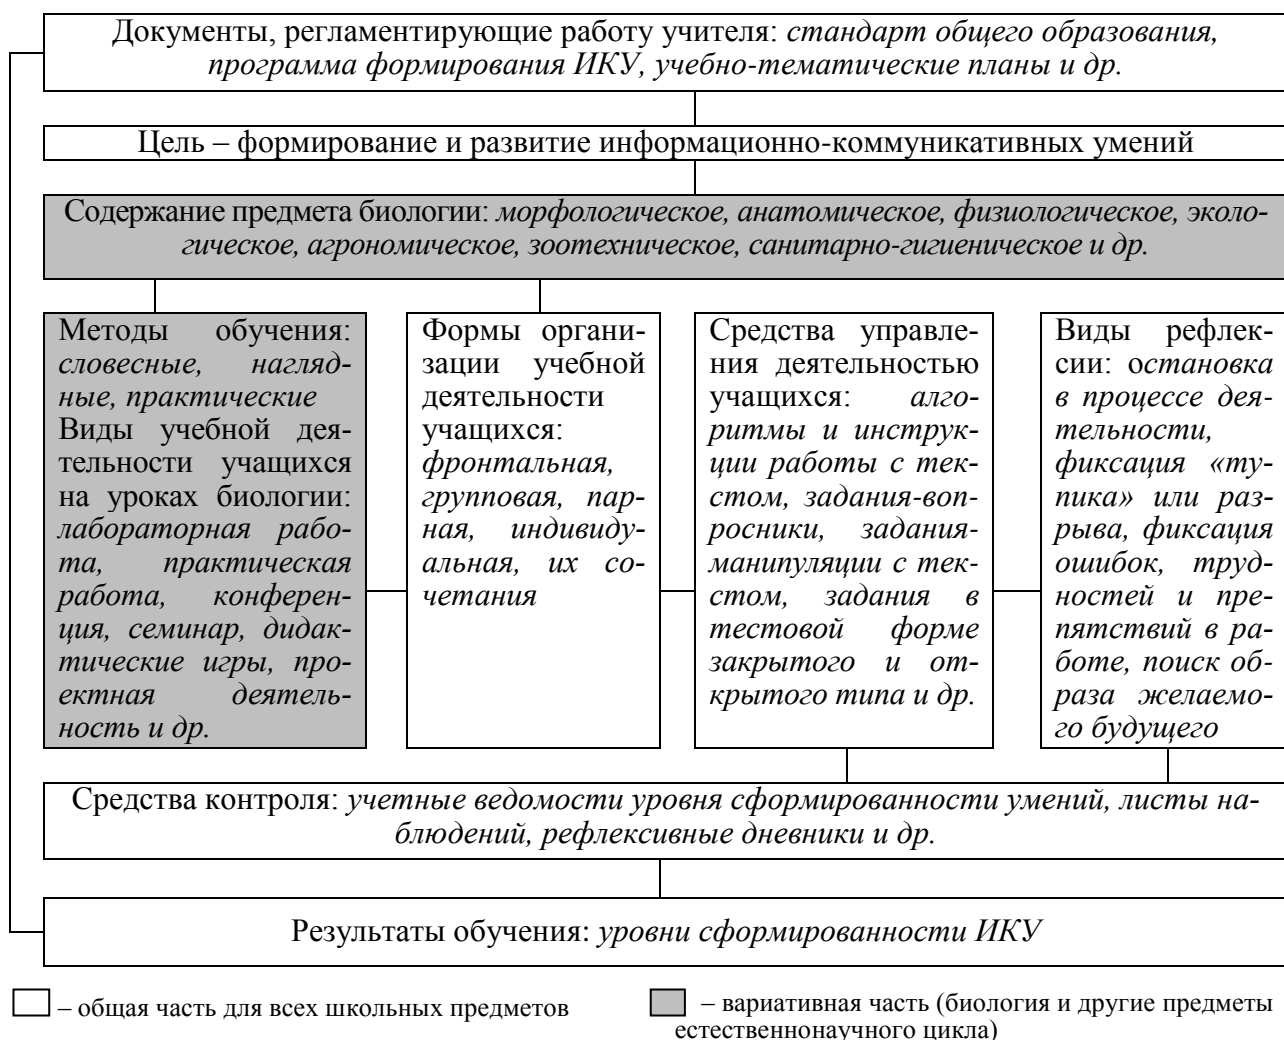 Документы, регламентирующие работу учителя: стандарт общего образования,
программа формирования ИКУ, учебно-тематические планы и др.
Цель – формирование и развитие информационно-коммуникативных умений
Содержание предмета биологии: морфологическое, анатомическое, физиологическое, эколо-
гическое, агрономическое, зоотехническое, санитарно-гигиеническое и др.
Методы обучения:
словесные, нагляд-
ные, практические
Виды учебной дея-
тельности учащихся
на уроках биологии:
лабораторная рабо-
та, практическая
работа, конферен-
ция, семинар, дидак-
тические игры, про-
ектная деятель-
ность и др.
Формы органи-
зации учебной
деятельности
учащихся:
фронтальная,
групповая, пар-
ная, индивиду-
альная, их со-
четания
Средства управле-
ния деятельностью
учащихся: алго-
ритмы и инструк-
ции работы с тек-
стом, задания-воп-
росники, задания-
манипуляции с тек-
стом, задания в
тестовой форме
закрытого и от-
крытого типа и др.
Виды рефлек-
сии: остановка
в процессе дея-
тельности,
фиксация «ту-
пика» или раз-
рыва, фиксация
ошибок, труд-
ностей и пре-
пятствий в ра-
боте, поиск об-
раза желаемо-
го будущего
Средства контроля: учетные ведомости уровня сформированности умений, листы на-
блюдений, рефлексивные дневники и др.
Результаты обучения: уровни сформированности ИКУ
– общая часть для всех школьных предметов
– вариативная часть (биология и другие предметы
естественнонаучного цикла)